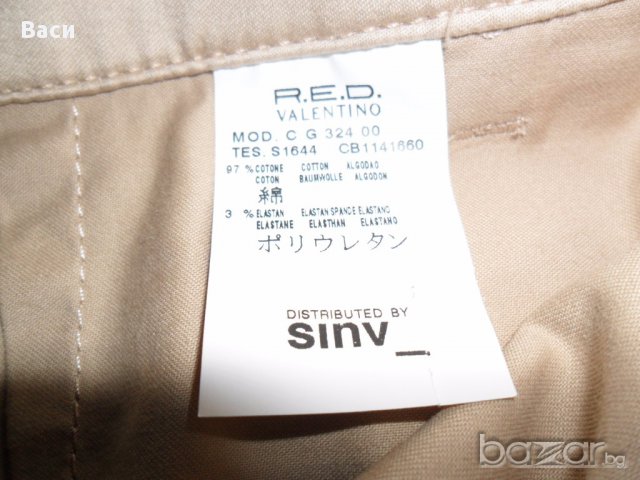 Васи
R.E.D.
VALENTINO
MOD. C G 324 00
TES. S1644 CB1141660
97 % COTONE COTTON ALGODAO
COTON BAUMWOLLE ALGODON
綿
3 % ELASTAN ELASTAN SPANDE ELASTANO
ELASTANE ELASTHAN ELASTANO
ポリウレタン
DISTRIBUTED BY
sinv_
bazar.bg